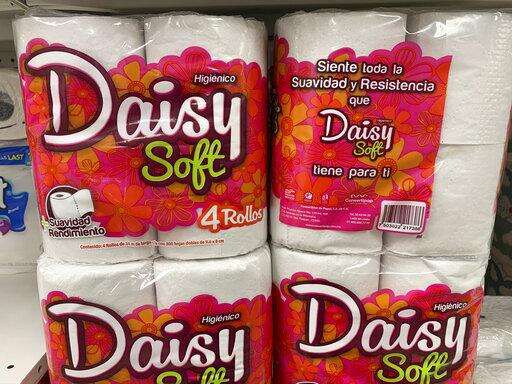 Higiénico
Daisy
Soft
4 Rollos
Suavidad
Rendimiento
Siente toda la
Suavidad y Resistencia
que
Daisy
Soft
tiene para ti
LAST
Higiénico
Daisy
Soft
Higiénico
Daisy
Soft